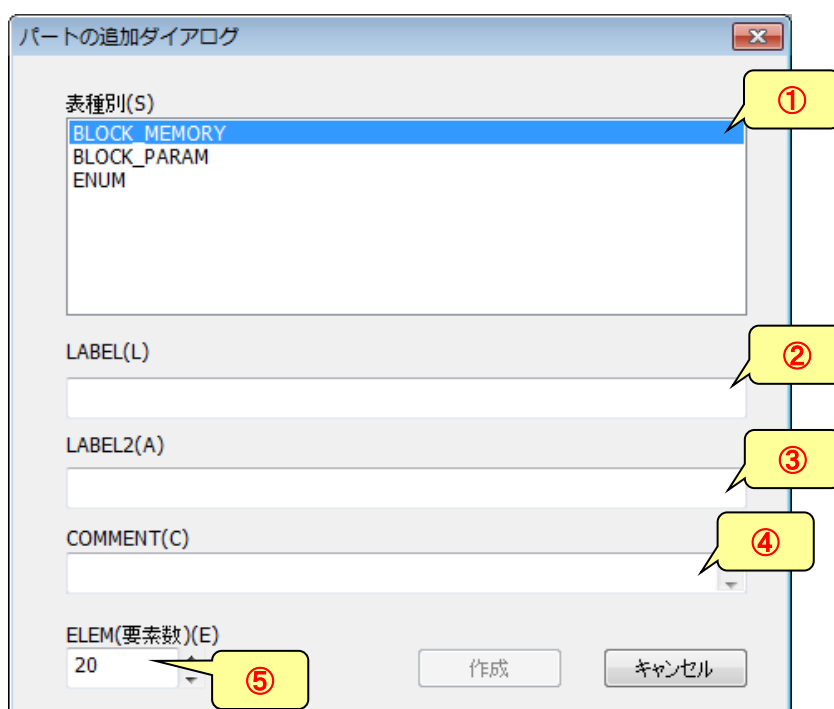 パートの追加ダイアログ
表種別(S)
①
BLOCK_MEMORY
BLOCK_PARAM
ENUM
LABEL(L)
②
LABEL2(A)
③
COMMENT(C)
④
ELEM(要素数)(E)
20
⑤
作成
キャンセル